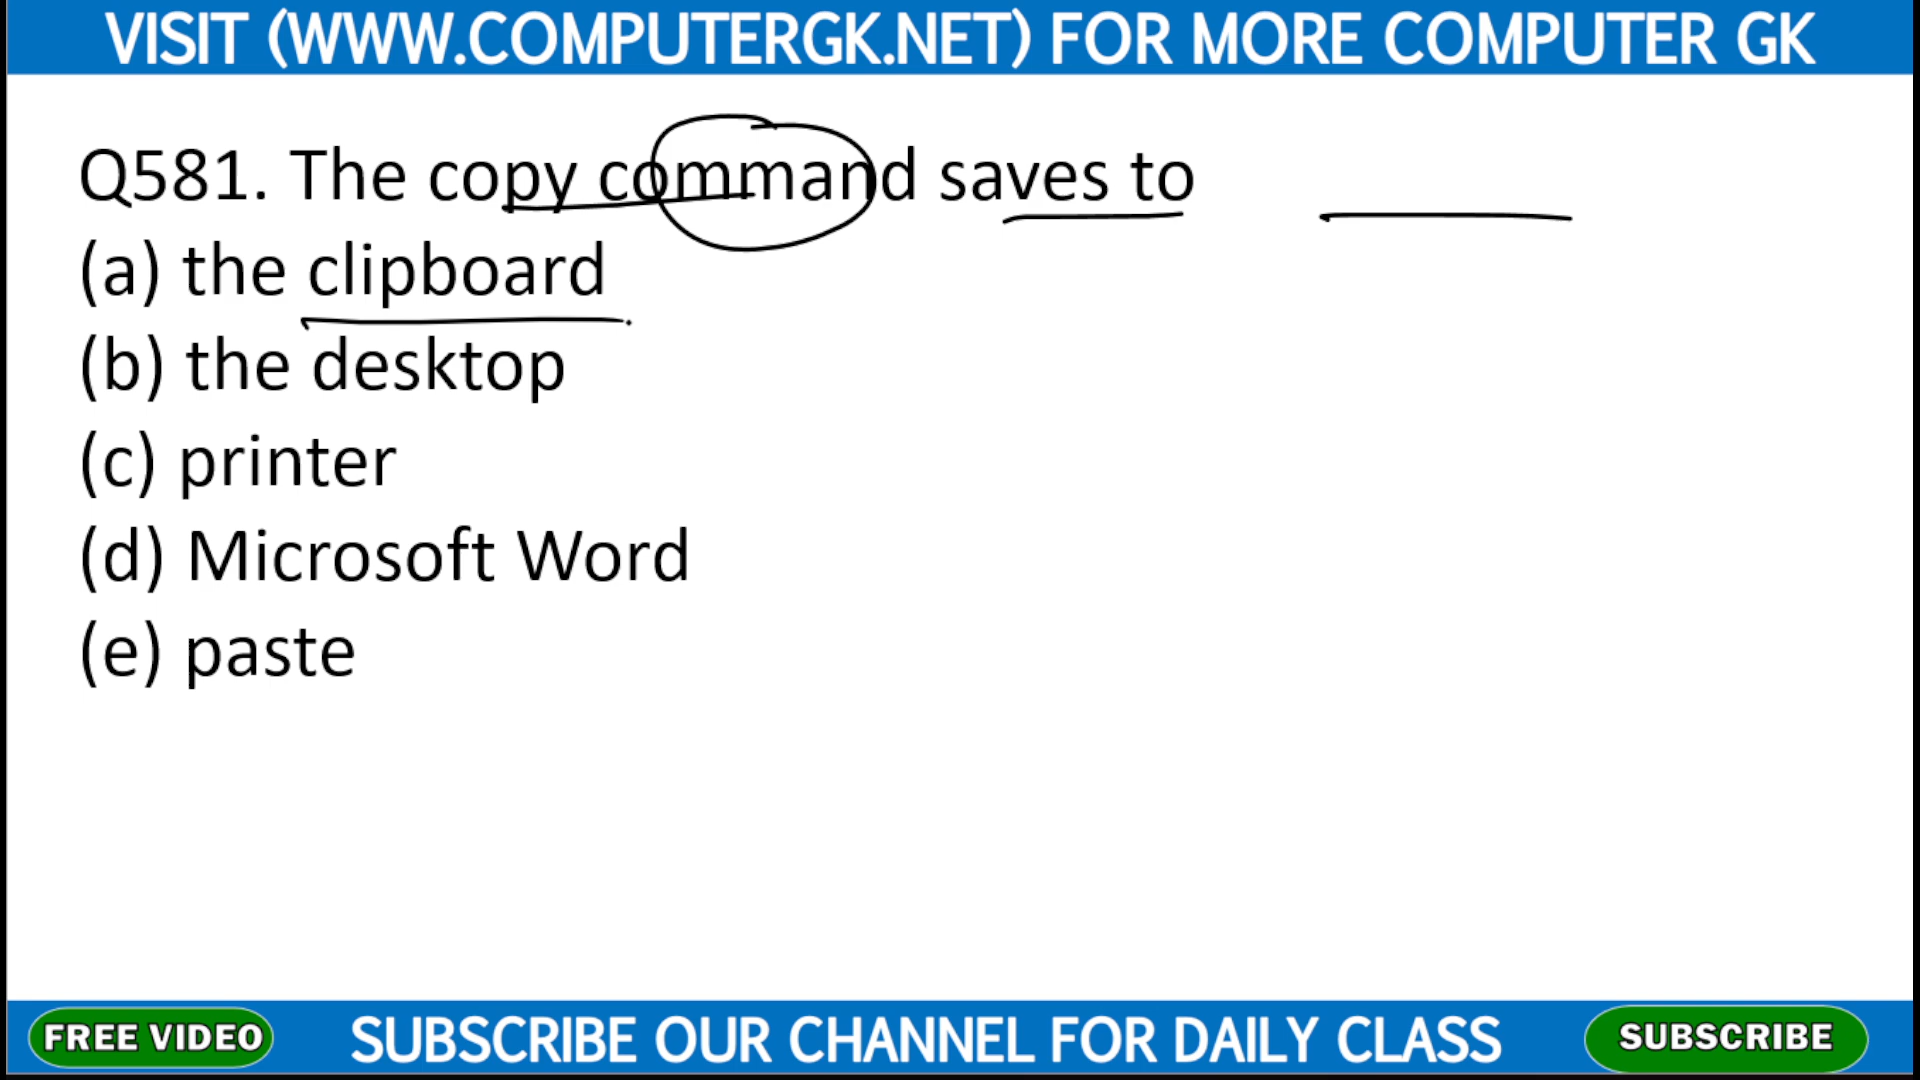 VISIT (WWW.COMPUTERGK.NET) FOR MORE COMPUTER GK
Q581. The copy command saves to
(a) the clipboard
(b) the desktop
(c) printer
(d) Microsoft Word
(e) paste
FREE VIDEO SUBSCRIBE OUR CHANNEL FOR DAILY CLASS SUBSCRIBE